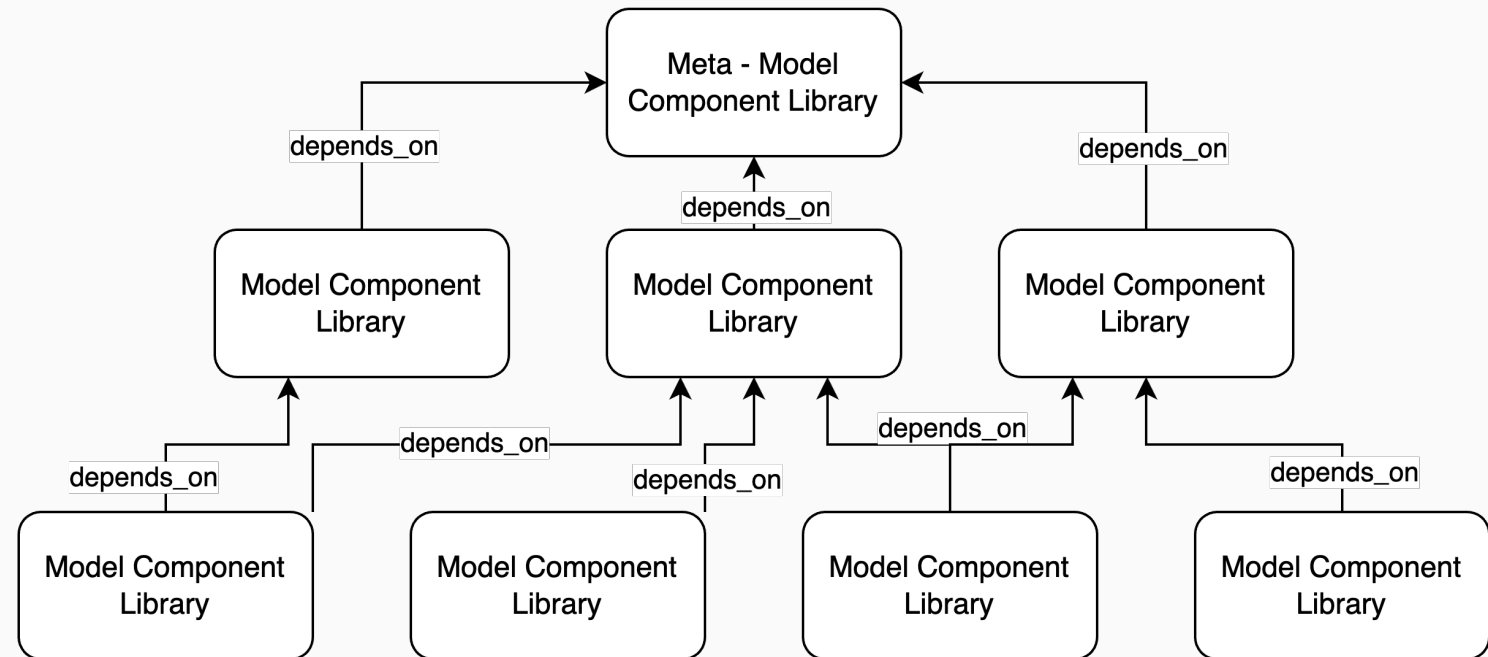 Meta - Model
Component Library
depends_on
depends_on
depends_on
Model Component
Library
Model Component
Library
Model Component
Library
depends_on
depends_on
depends_on
depends_on
depends_on
Model Component
Library
Model Component
Library
Model Component
Library
Model Component
Library